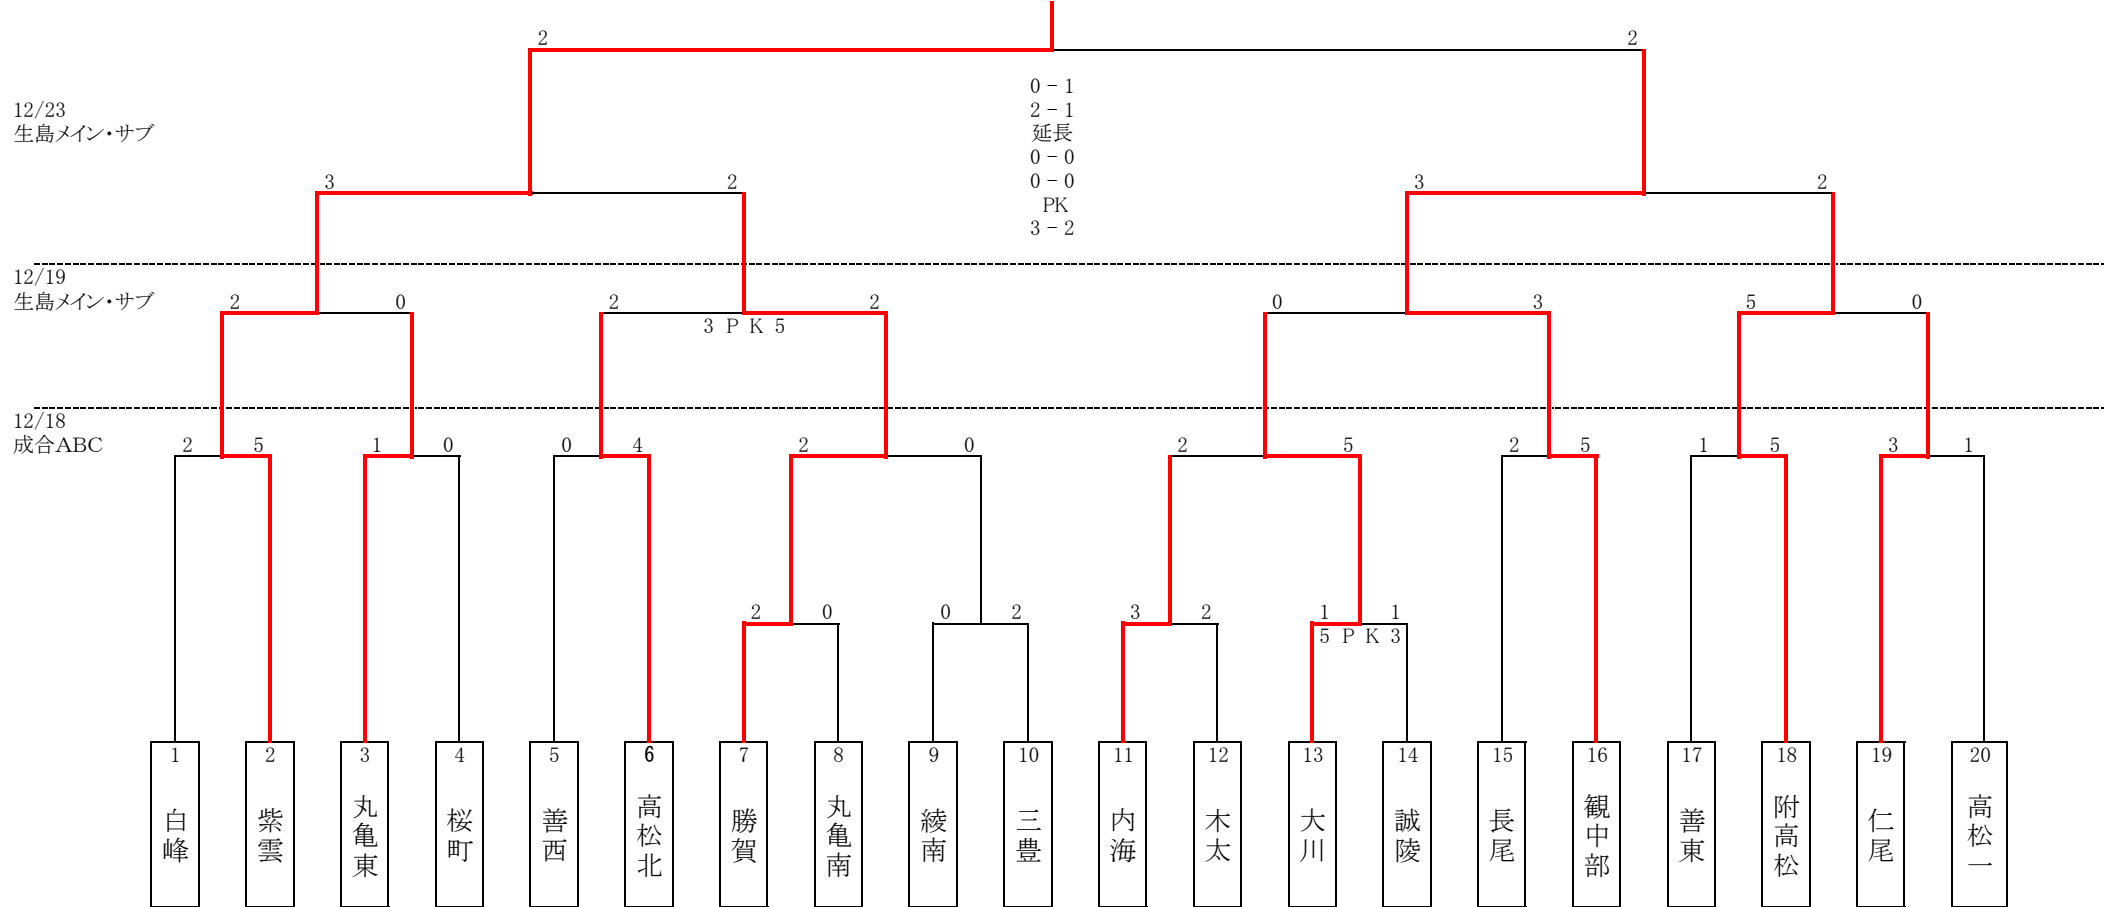 2 2
0－1
2－1
延長
0－0
0－0
PK
3－2
12/23
生島メイン・サブ
3 2 3 2
12/19
生島メイン・サブ
2 0 2 2 0 3 5 0
3 P K 5
12/18
成合ABC
2 5 1 0 0 4 2 0 2 5 2 5 1 5 3 1
2 0 0 2 3 2 1 1
5 P K 3
1 2 3 4 5 6 7 8 9 10 11 12 13 14 15 16 17 18 19 20
白峰
紫雲
丸亀東
桜町
善西
高松北
勝賀
丸亀南
綾南
三豊
内海
木太
大川
誠陵
長尾
観中部
善東
附高松
仁尾
高松一